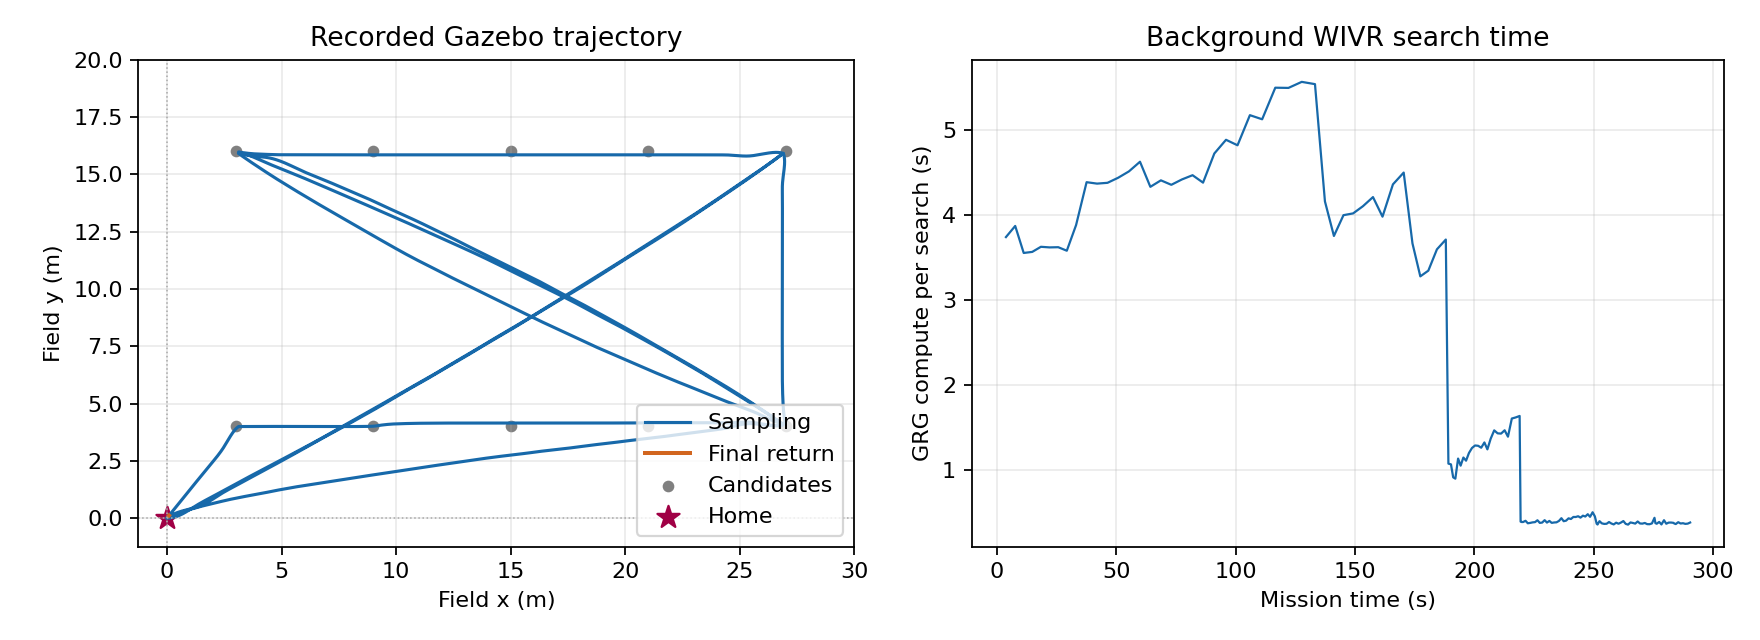 Recorded Gazebo trajectory
20.0
17.5
15.0
12.5
10.0
7.5
5.0
2.5
0.0
Field y (m)
Sampling
Final return
Candidates
Home
0 5 10 15 20 25 30
Field x (m)
Background WIVR search time
5
4
3
2
1
GRG compute per search (s)
0 50 100 150 200 250 300
Mission time (s)